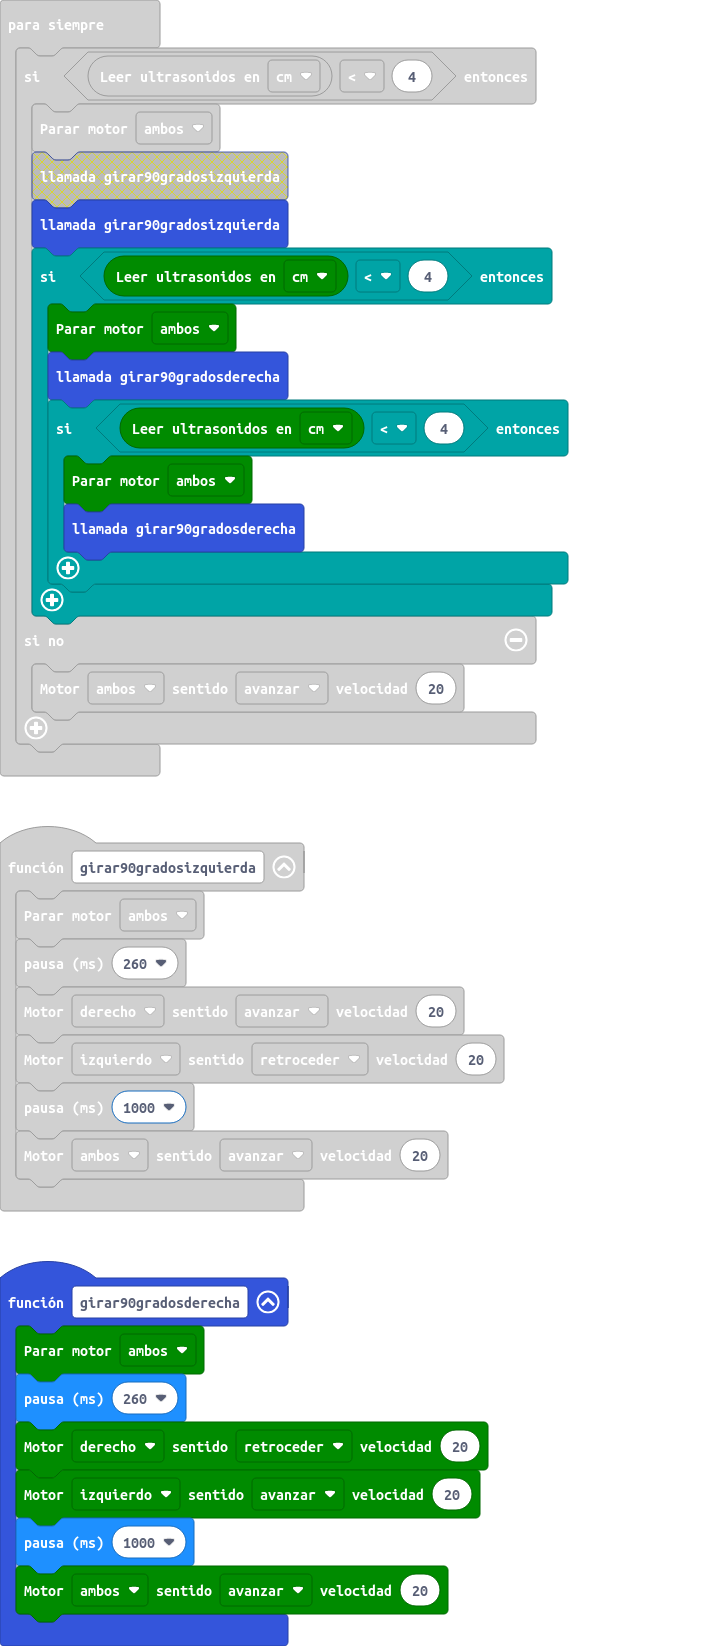 para siempre
si Leer ultrasonidos en cm < 4 entonces
Parar motor ambos
llamada girar90gradosizquierda
llamada girar90gradosizquierda
si Leer ultrasonidos en cm < 4 entonces
Parar motor ambos
llamada girar90gradosderecha
si Leer ultrasonidos en cm < 4 entonces
Parar motor ambos
llamada girar90gradosderecha
si no
Motor ambos sentido avanzar velocidad 20
función girar90gradosizquierda
Parar motor ambos
pausa (ms) 260
Motor derecho sentido avanzar velocidad 20
Motor izquierdo sentido retroceder velocidad 20
pausa (ms) 1000
Motor ambos sentido avanzar velocidad 20
función girar90gradosderecha
Parar motor ambos
pausa (ms) 260
Motor derecho sentido retroceder velocidad 20
Motor izquierdo sentido avanzar velocidad 20
pausa (ms) 1000
Motor ambos sentido avanzar velocidad 20